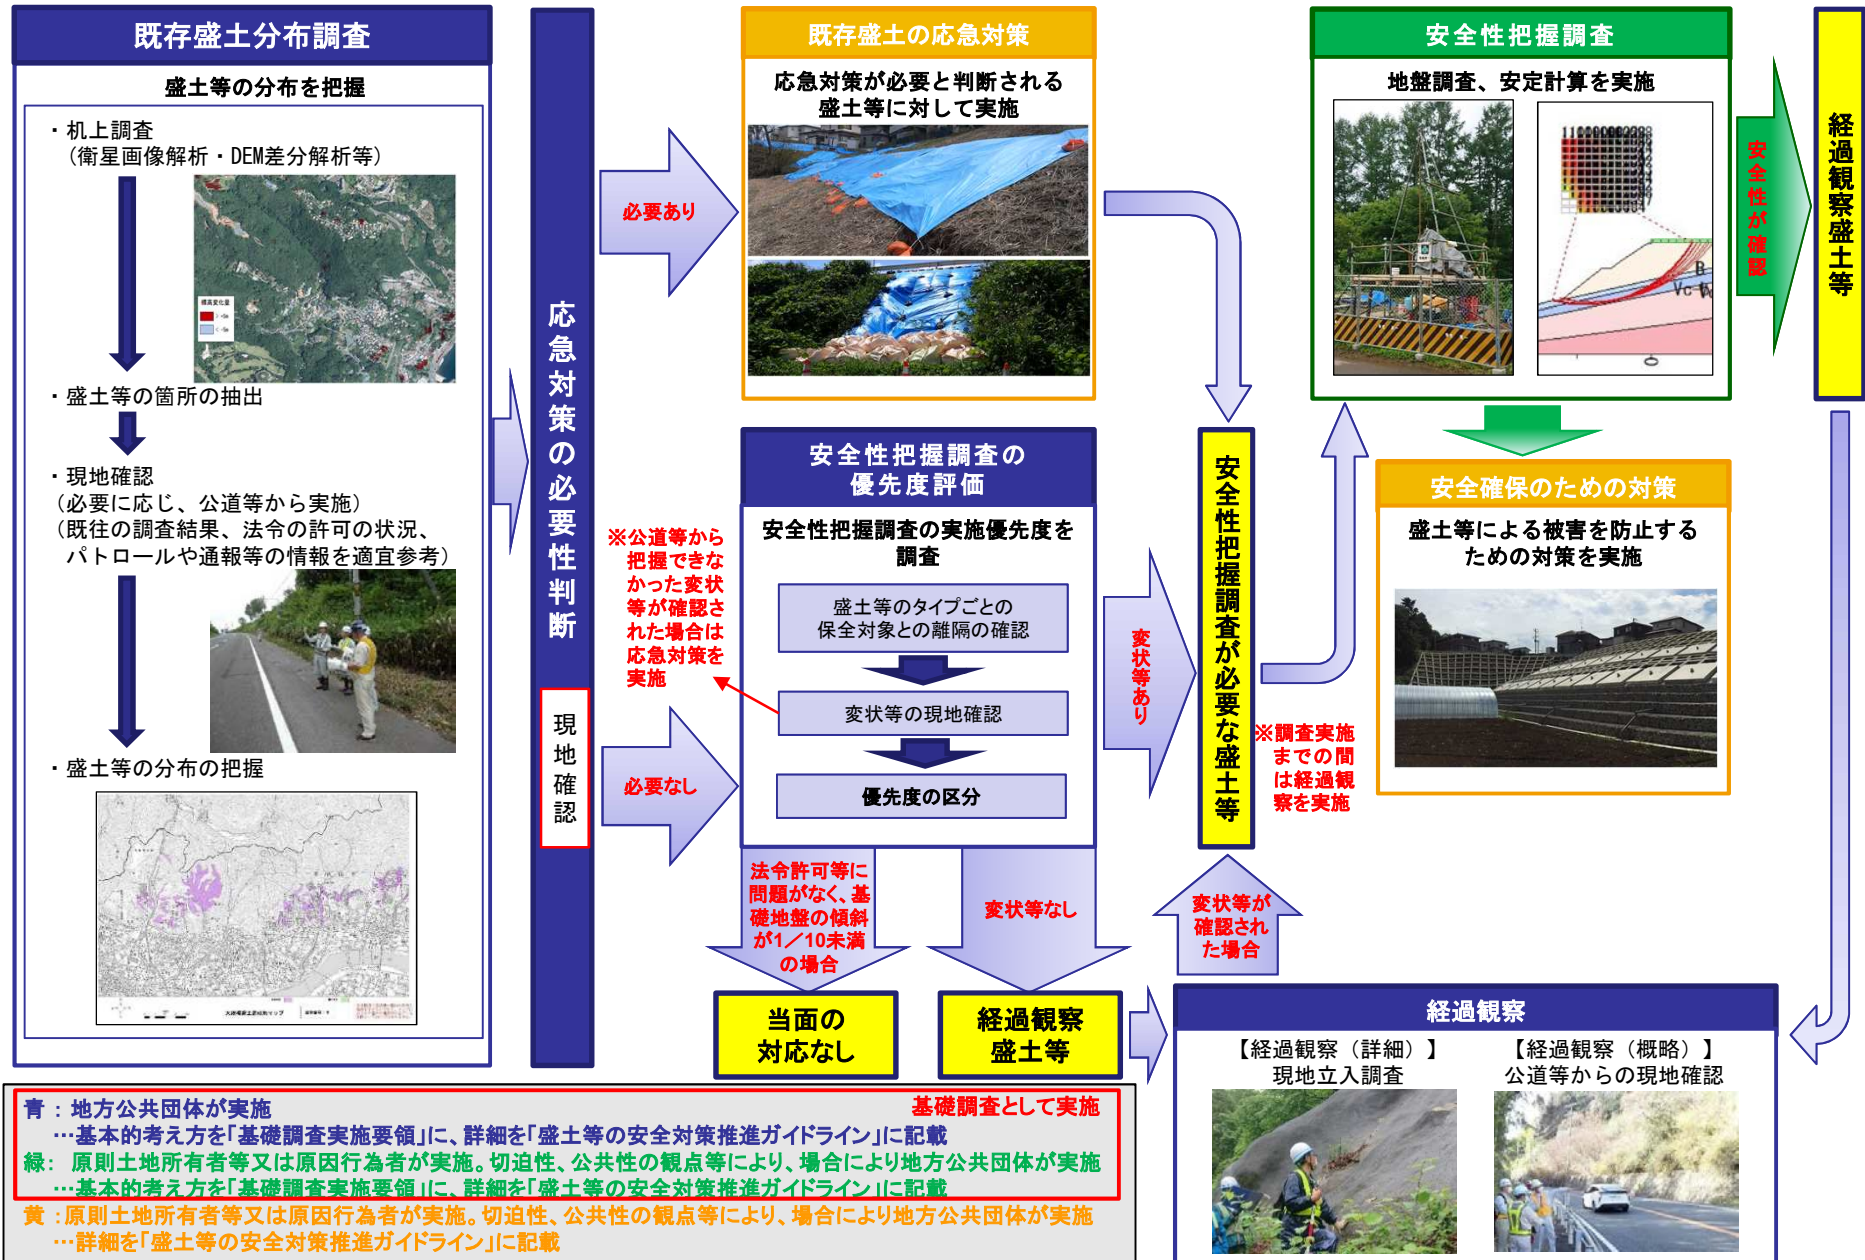 既存盛土分布調査
盛土等の分布を把握
・机上調査
（衛星画像解析・DEM差分解析等）
標高変化量
・盛土等の箇所の抽出
・現地確認
（必要に応じ、公道等から実施）
（既往の調査結果、法令の許可の状況、
パトロールや通報等の情報を適宜参考）
・盛土等の分布の把握
応急対策の必要性判断
現地確認
必要あり
必要なし
既存盛土の応急対策
応急対策が必要と判断される
盛土等に対して実施
安全性把握調査の
優先度評価
安全性把握調査の実施優先度を
調査
盛土等のタイプごとの
保全対象との離隔の確認
変状等の現地確認
優先度の区分
※公道等から
把握できな
かった変状
等が確認さ
れた場合は
応急対策を
実施
法令許可等に
問題がなく、基
礎地盤の傾斜
が1／10未満
の場合
変状等なし
変状等あり
当面の
対応なし
経過観察
盛土等
安全性把握調査が必要な盛土等
※調査実施
までの間
は経過観
察を実施
変状等が
確認され
た場合
安全性把握調査
地盤調査、安定計算を実施
B
Vc
安全性が確認
経過観察盛土等
安全確保のための対策
盛土等による被害を防止する
ための対策を実施
経過観察
【経過観察（詳細）】
現地立入調査
【経過観察（概略）】
公道等からの現地確認
基礎調査として実施
青：地方公共団体が実施
…基本的考え方を「基礎調査実施要領」に、詳細を「盛土等の安全対策推進ガイドライン」に記載
緑：原則土地所有者等又は原因行為者が実施。切迫性、公共性の観点等により、場合により地方公共団体が実施
…基本的考え方を「基礎調査実施要領」に、詳細を「盛土等の安全対策推進ガイドライン」に記載
黄：原則土地所有者等又は原因行為者が実施。切迫性、公共性の観点等により、場合により地方公共団体が実施
…詳細を「盛土等の安全対策推進ガイドライン」に記載